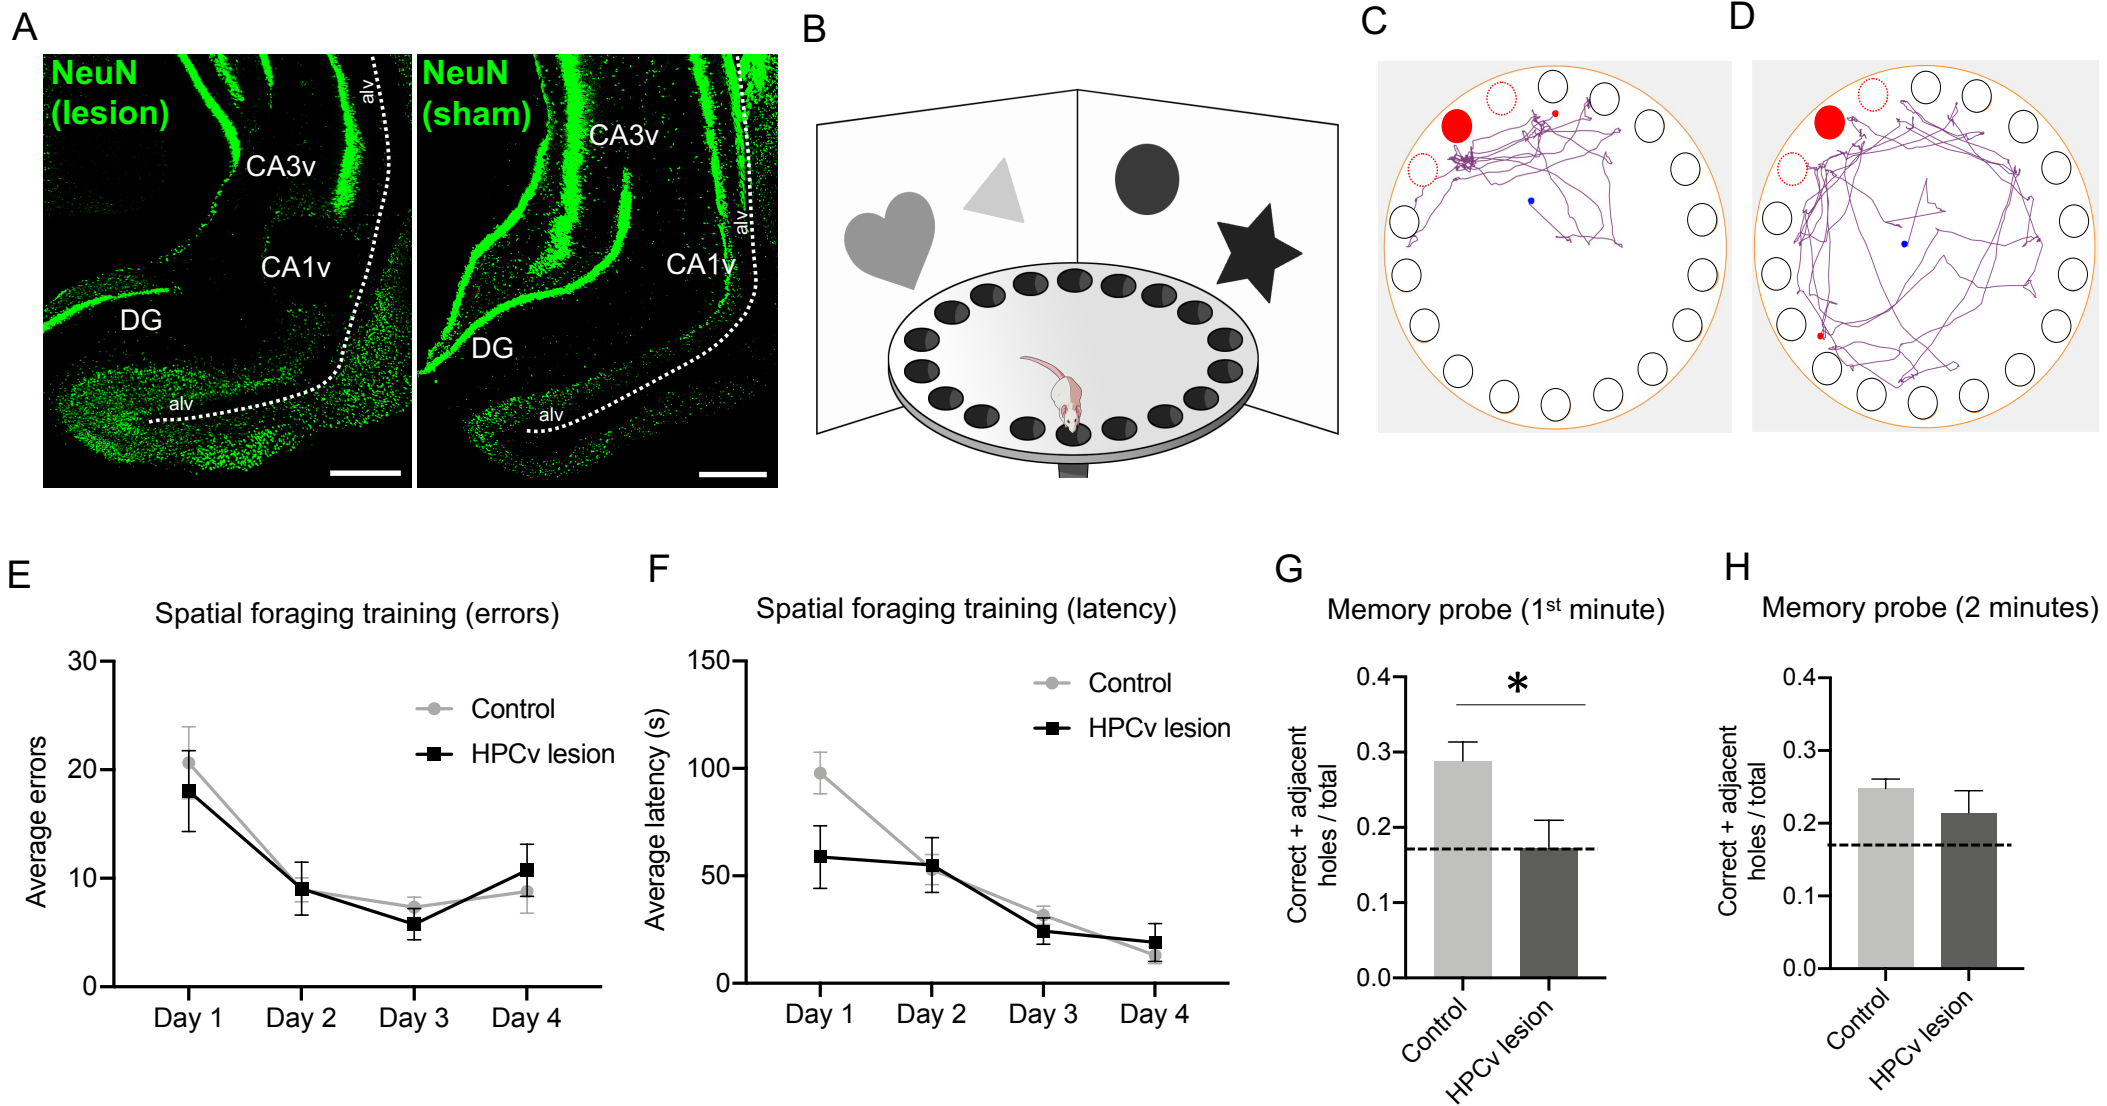 A
NeuN
(lesion)
CA3v
alv
CA1v
DG
alv
NeuN
(sham)
CA3v
alv
CA1v
DG
alv
B
C
D
E
Spatial foraging training (errors)
Average errors
30
20
10
0
Control
HPCv lesion
Day 1
Day 2
Day 3
Day 4
F
Spatial foraging training (latency)
Average latency (s)
150
100
50
0
Control
HPCv lesion
Day 1
Day 2
Day 3
Day 4
G
Memory probe (1st minute)
Correct + adjacent
holes / total
0.4
0.3
0.2
0.1
0.0
*
Control
HPCv lesion
H
Memory probe (2 minutes)
Correct + adjacent
holes / total
0.4
0.3
0.2
0.1
0.0
Control
HPCv lesion